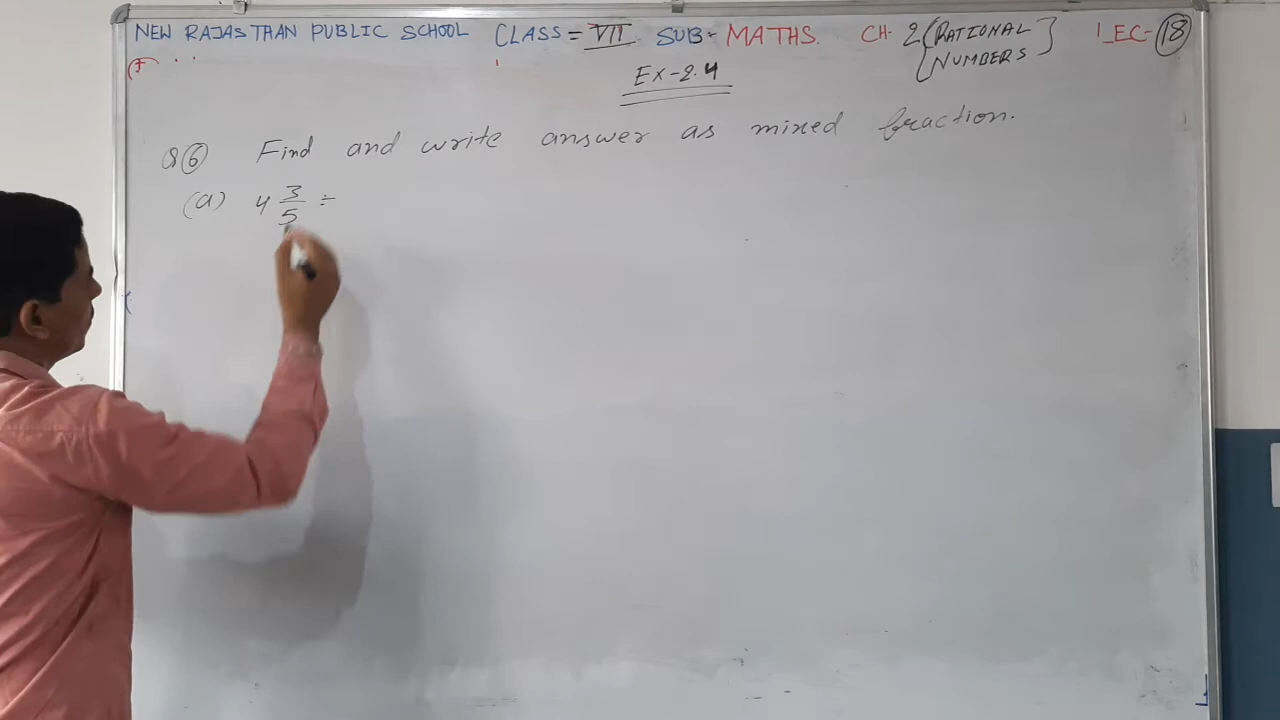 NEW RAJASTHAN PUBLIC SCHOOL CLASS = VII SUB- MATHS. CH- 2 [RATIONAL NUMBERS] LEC- 18
Ex-2.4
Q 6 Find and write answer as mixed fraction.
(a) 4 3/5 ÷